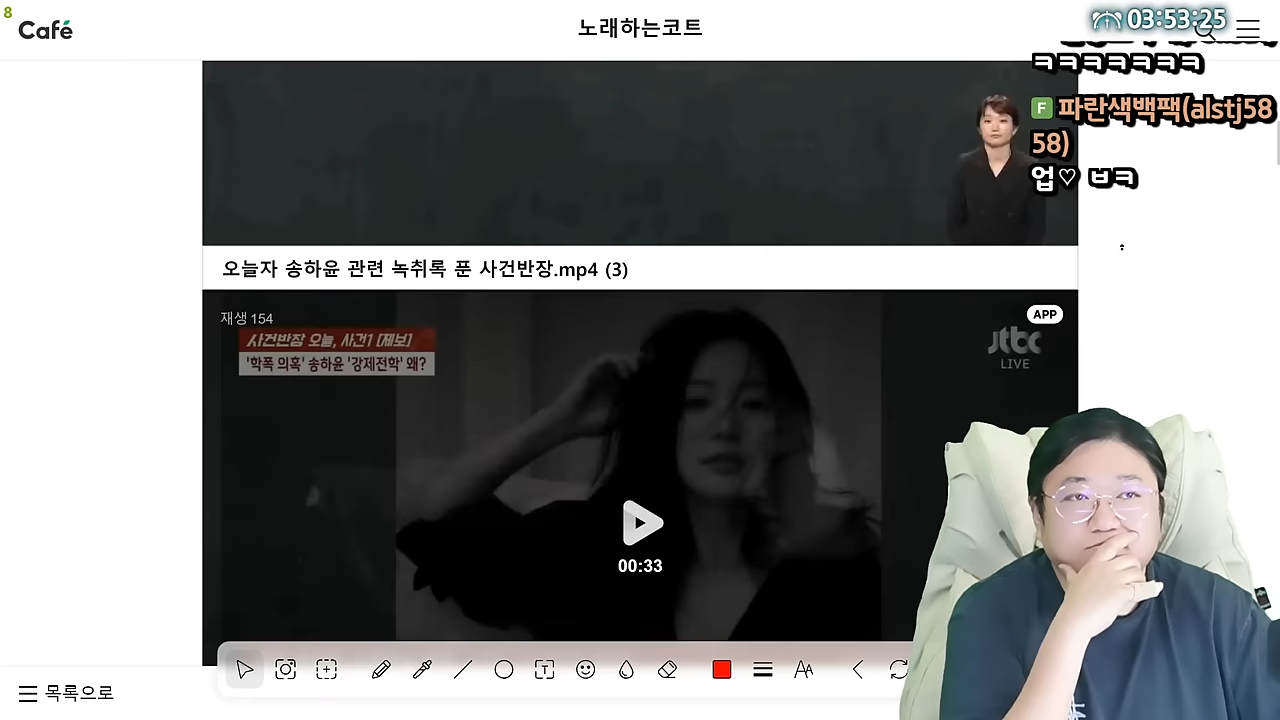 8
Café
노래하는코트
03:53:25
ㅋㅋㅋㅋㅋㅋㅋ
F 파란색백팩(alstj58
58)
업♡ ㅂㅋ
오늘자 송하윤 관련 녹취록 푼 사건반장.mp4 (3)
재생 154
APP
사건반장 오늘, 사건1 [제보]
'학폭 의혹' 송하윤 '강제전학' 왜?
jtbc
LIVE
00:33
T
AA
목록으로